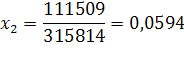 x₂ = 111509/315814 = 0,0594